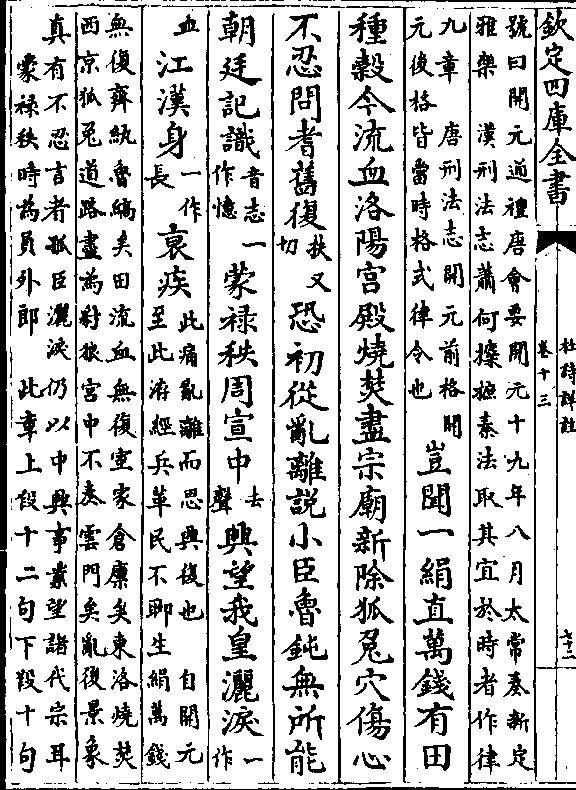 欽定四庫全書
杜詩詳註
卷十三
號曰開元通禮唐會要開元十九年八月太常奏新定
雅樂　漢刑法志蕭何攈摭秦法取其宜於時者作律
九章　唐刑法志開元前格開
元後格皆當時格式律令也
豈聞一絹直萬錢有田
種穀今流血洛陽宮殿燒焚盡宗廟新除狐兔穴傷心
不忍問耆舊復扶又切恐初從亂離說小臣魯鈍無所能
朝廷記識音志一作憶蒙祿秩周宣中去聲興望我皇灑淚一作
血江漢身一作長衰疾
此痛亂離而思興復也　自開元
至此洊經兵革民不聊生絹萬錢
無復齊紈魯縞矣田流血無復室家倉廩矣東洛燒焚
西京狐兔道路盡為豺狼宮中不奏雲門矣亂後景象
真有不忍言者孤臣灑淚仍以中興事業望諸代宗耳
蒙祿秩時為員外郎　此章上段十二句下段十句